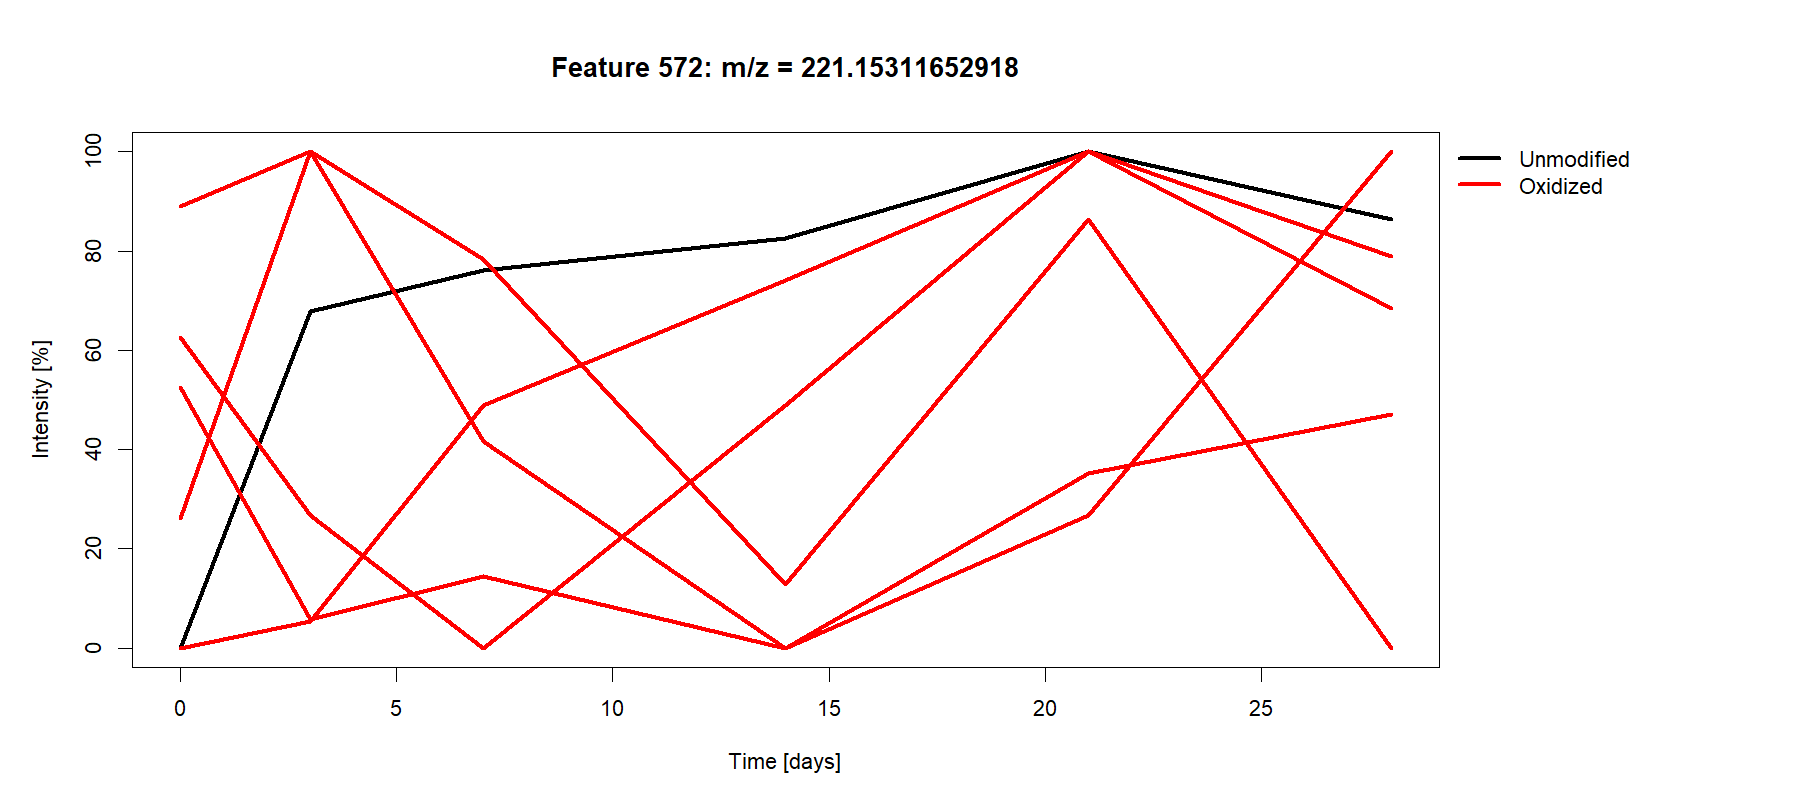 Feature 572: m/z = 221.15311652918
Unmodified
Oxidized
Intensity [%]
100
80
60
40
20
0
0 5 10 15 20 25
Time [days]